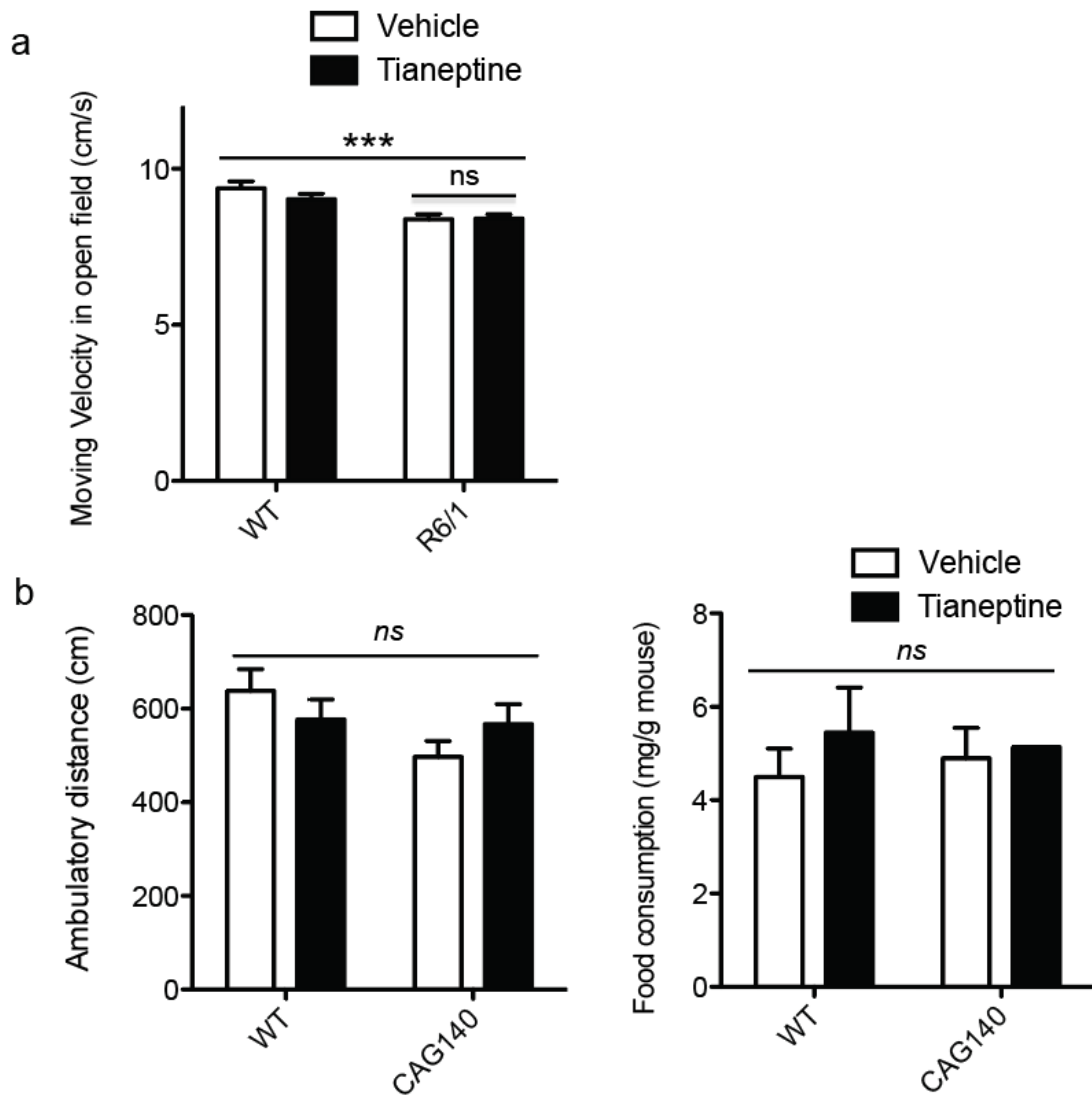 a
Vehicle
Tianeptine
Moving Velocity in open field (cm/s)
10
5
0
***
ns
WT
R6/1
b
Ambulatory distance (cm)
800
600
400
200
0
ns
WT
CAG140
Vehicle
Tianeptine
Food consumption (mg/g mouse)
8
6
4
2
0
ns
WT
CAG140